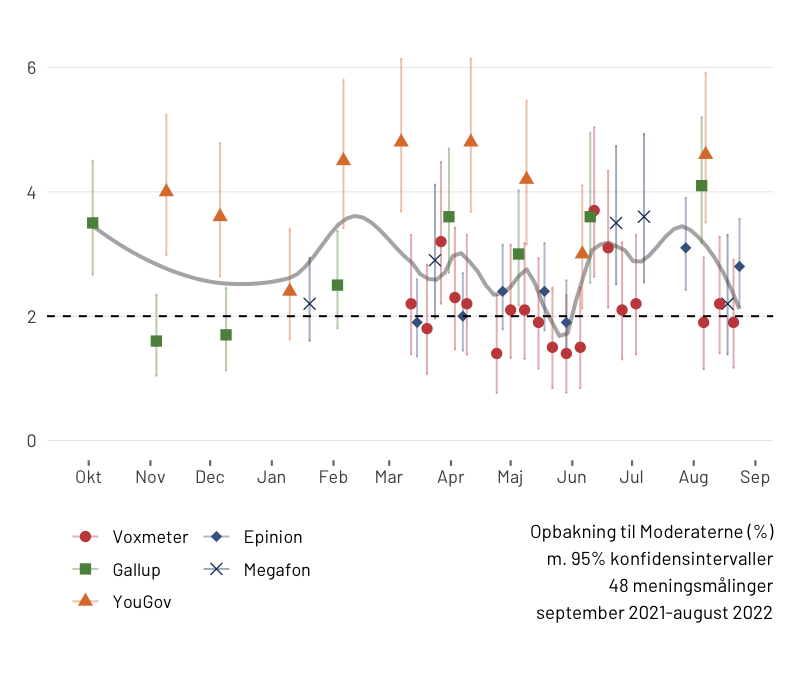 6
4
2
0
Okt Nov Dec Jan Feb Mar Apr Maj Jun Jul Aug Sep
Voxmeter Epinion
Gallup Megafon
YouGov
Opbakning til Moderaterne (%)
m. 95% konfidensintervaller
48 meningsmålinger
september 2021-august 2022